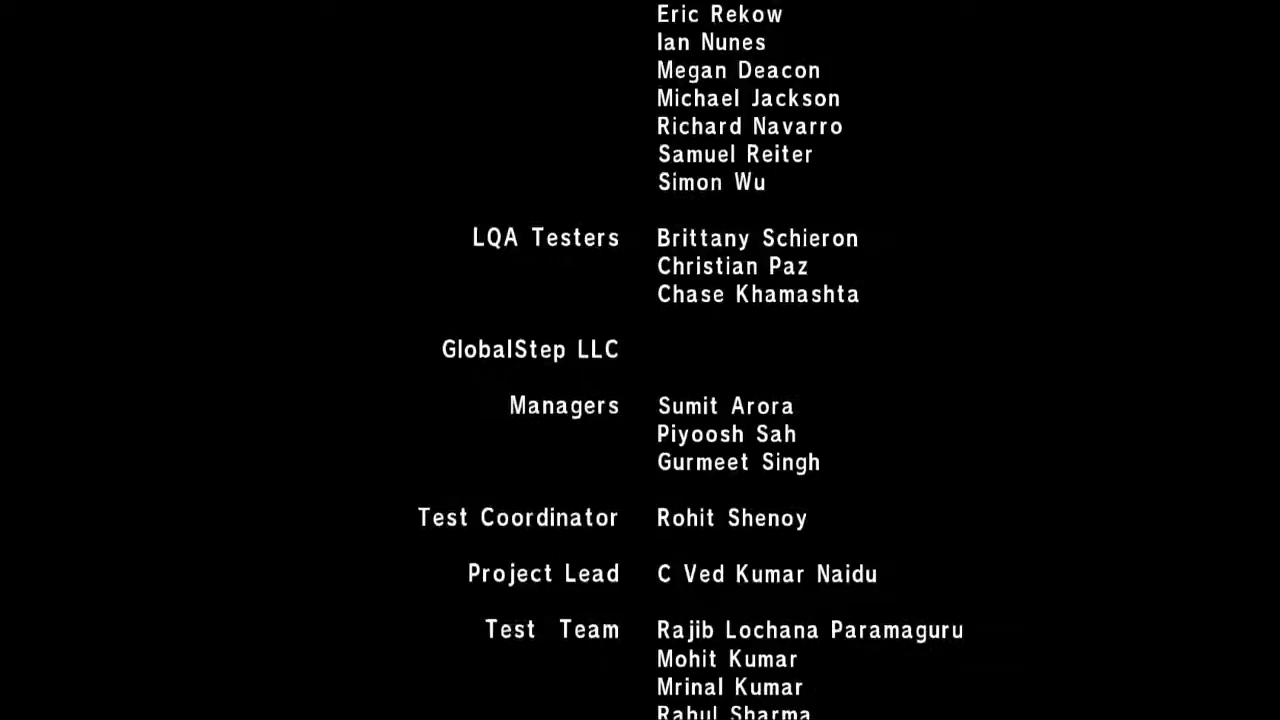 Eric Rekow
Ian Nunes
Megan Deacon
Michael Jackson
Richard Navarro
Samuel Reiter
Simon Wu
LQA Testers Brittany Schieron
Christian Paz
Chase Khamashta
GlobalStep LLC
Managers Sumit Arora
Piyoosh Sah
Gurmeet Singh
Test Coordinator Rohit Shenoy
Project Lead C Ved Kumar Naidu
Test Team Rajib Lochana Paramaguru
Mohit Kumar
Mrinal Kumar
Rahul Sharma